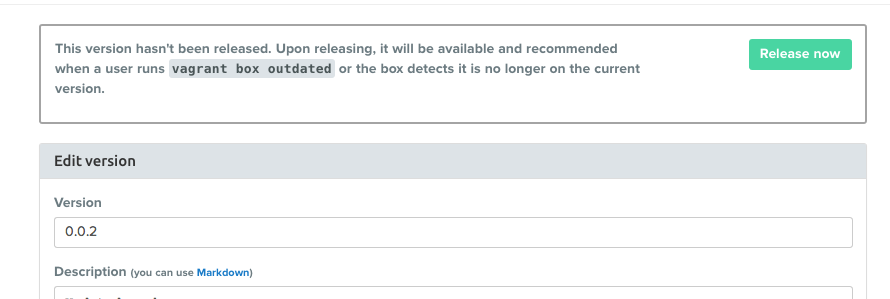 This version hasn't been released. Upon releasing, it will be available and recommended
when a user runs vagrant box outdated or the box detects it is no longer on the current
version.
Release now
Edit version
Version
0.0.2
Description (you can use Markdown)